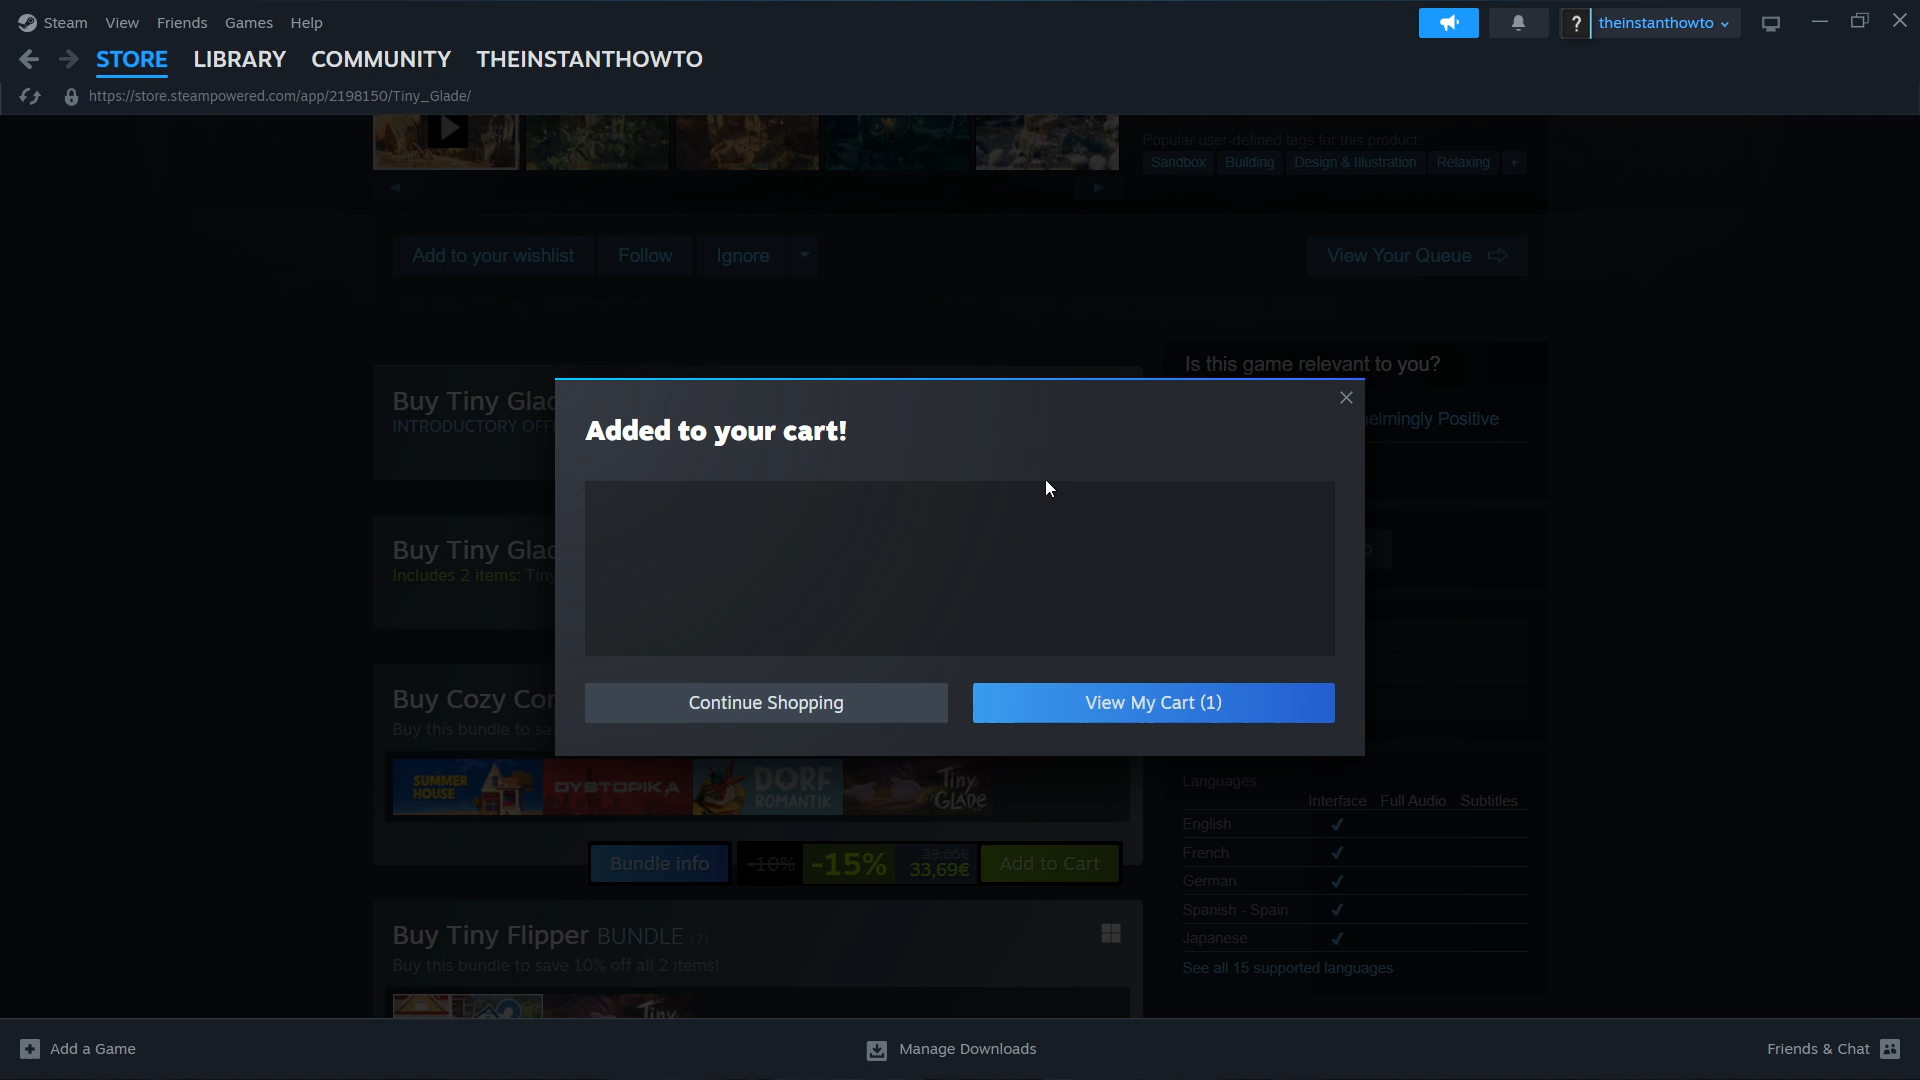 Steam View Friends Games Help
? theinstanthowto
STORE LIBRARY COMMUNITY THEINSTANTHOWTO
https://store.steampowered.com/app/2198150/Tiny_Glade/
Popular user-defined tags for this product:
Sandbox Building Design & Illustration Relaxing +
Add to your wishlist Follow Ignore View Your Queue
Is this game relevant to you?
Buy Tiny Glad
INTRODUCTORY OFF
elmingly Positive
Added to your cart!
Buy Tiny Glad
Includes 2 items: Tiny
Continue Shopping View My Cart (1)
Buy Cozy Co
Buy this bundle to sa
SUMMER HOUSE DYSTOPIKA DORF ROMANTIK Tiny GLADE
Languages
Interface Full Audio Subtitles
English ✔
French ✔
German ✔
Spanish - Spain ✔
Japanese ✔
See all 15 supported languages
Bundle info -10% -15% 33,69€ Add to Cart
Buy Tiny Flipper BUNDLE (?)
Buy this bundle to save 10% off all 2 items!
Tiny
Add a Game Manage Downloads Friends & Chat